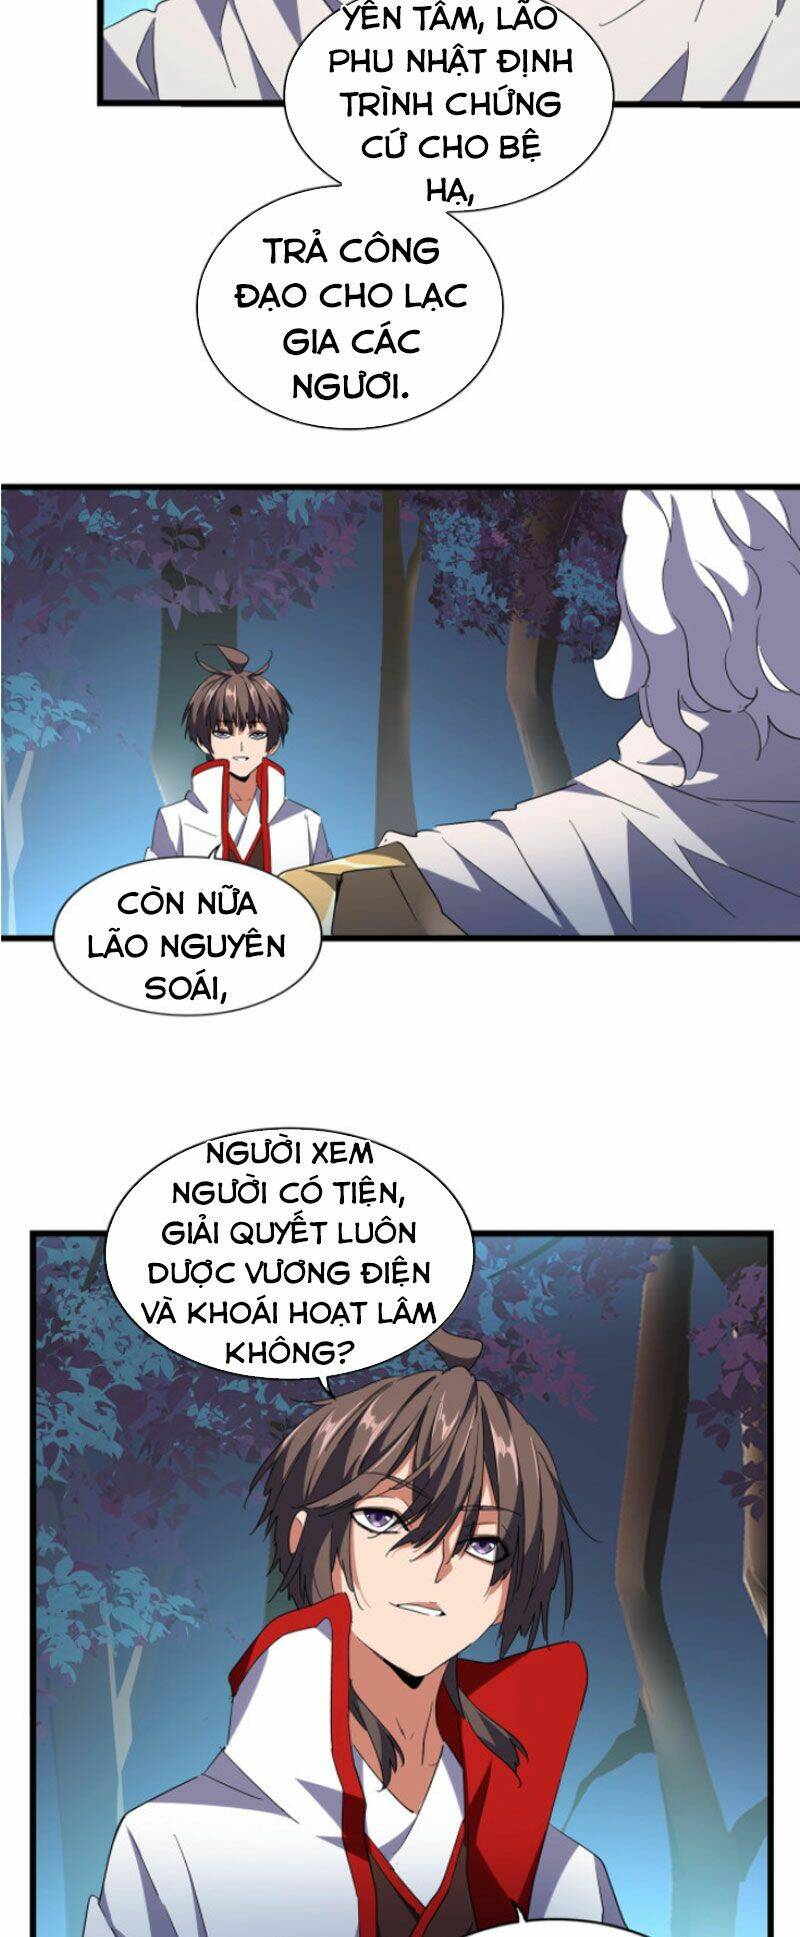 YÊN TÂM, LÃO
PHU NHẬT ĐỊNH
TRÌNH CHỨNG
CỨ CHO BỆ
HẠ,
TRẢ CÔNG
ĐẠO CHO LẠC
GIA CÁC
NGƯƠI.
CÒN NỮA
LÃO NGUYÊN
SOÁI,
NGƯỜI XEM
NGƯỜI CÓ TIỆN,
GIẢI QUYẾT LUÔN
DƯỢC VƯƠNG ĐIỆN
VÀ KHOÁI HOẠT LÂM
KHÔNG?